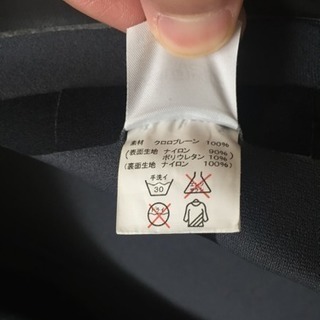 素材 クロロプレーン 100%
(表面生地 ナイロン 90%
ポリウレタン 10%)
(裏面生地 ナイロン 100%)
手洗イ
30